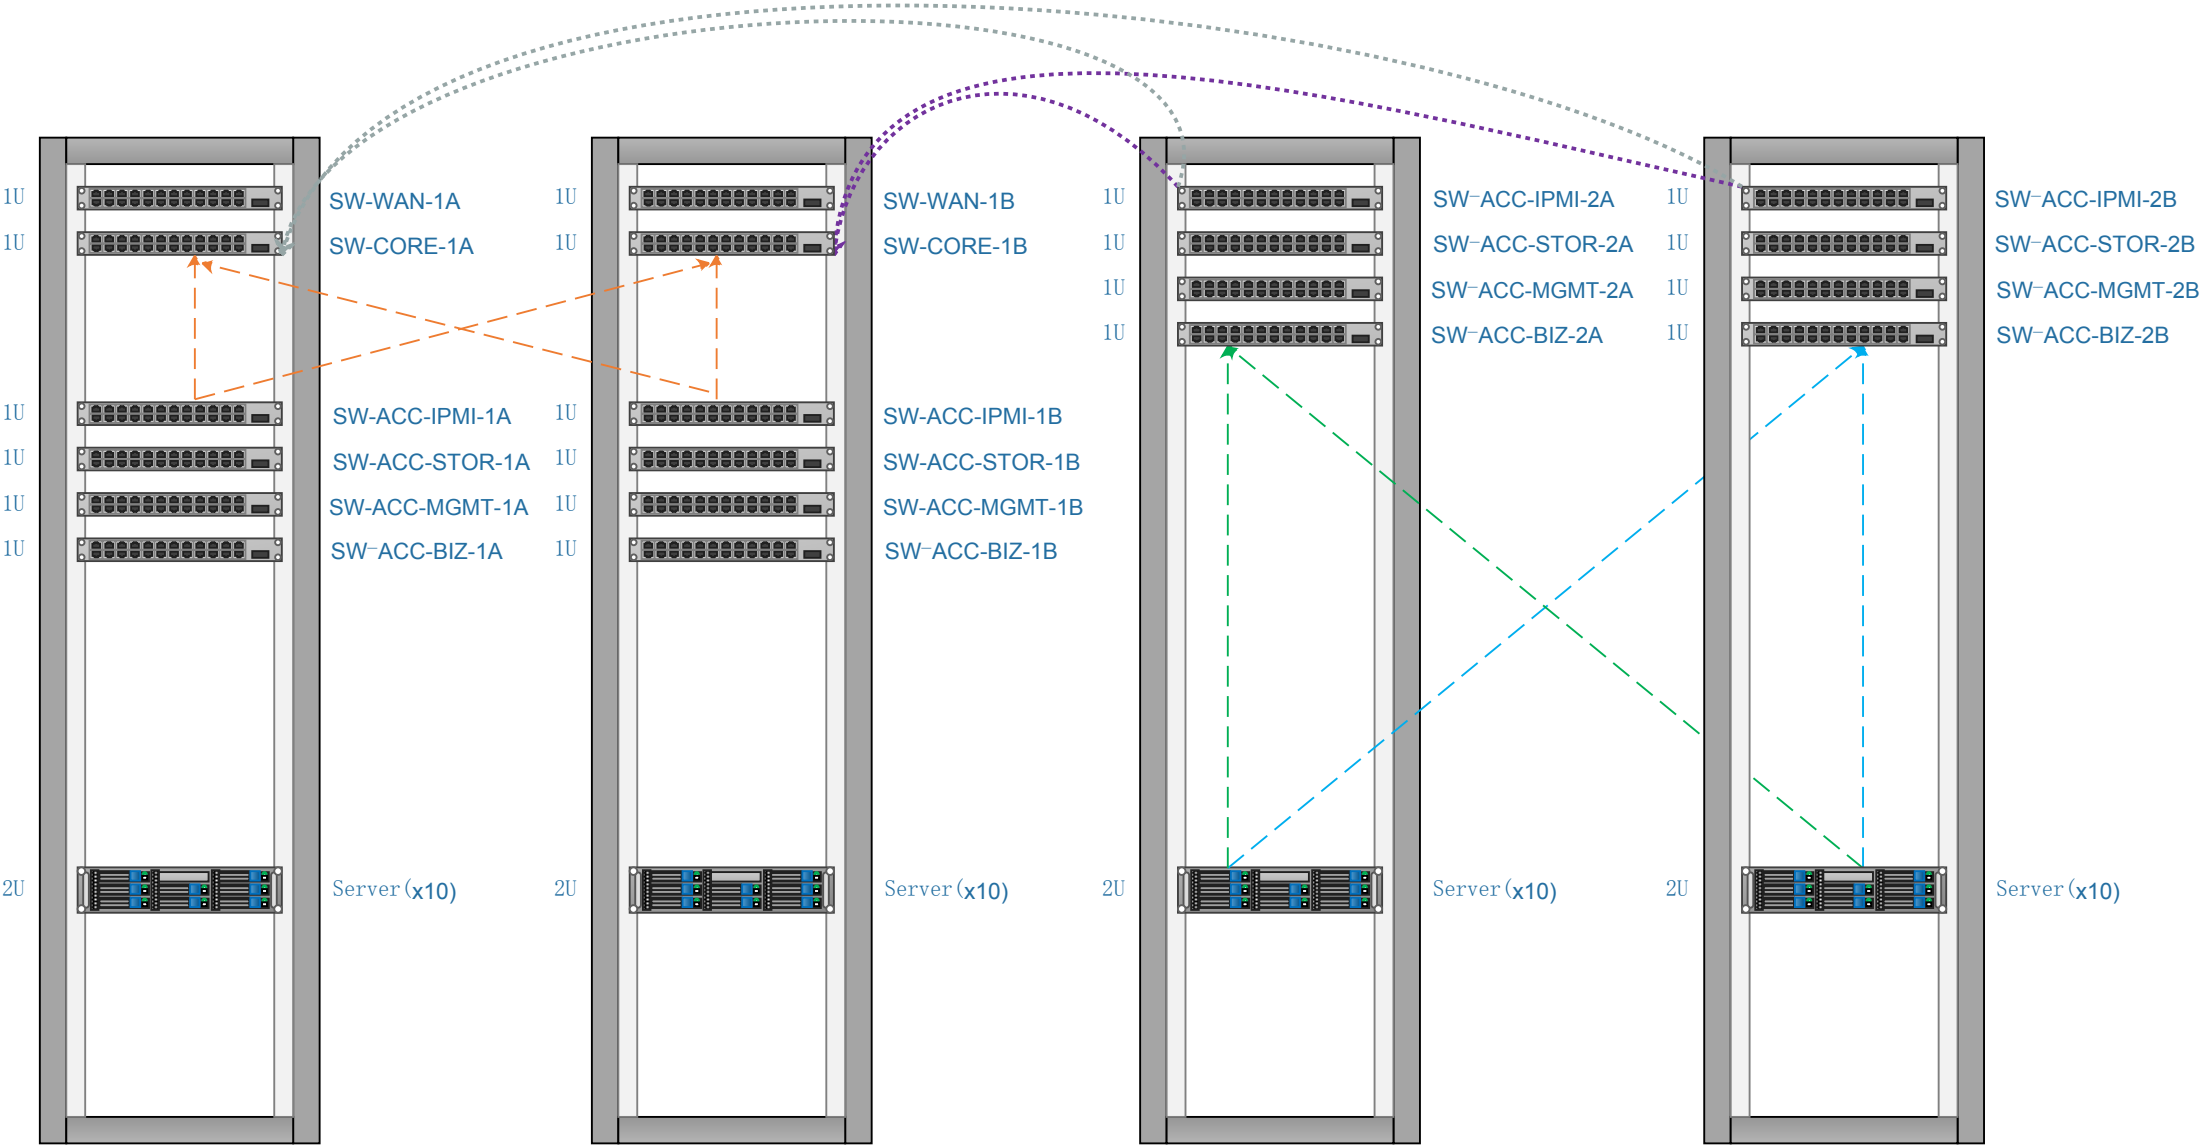 1U SW-WAN-1A 1U SW-WAN-1B 1U SW-ACC-IPMI-2A 1U SW-ACC-IPMI-2B
1U SW-CORE-1A 1U SW-CORE-1B 1U SW-ACC-STOR-2A 1U SW-ACC-STOR-2B
1U SW-ACC-MGMT-2A 1U SW-ACC-MGMT-2B
1U SW-ACC-BIZ-2A 1U SW-ACC-BIZ-2B
1U SW-ACC-IPMI-1A 1U SW-ACC-IPMI-1B
1U SW-ACC-STOR-1A 1U SW-ACC-STOR-1B
1U SW-ACC-MGMT-1A 1U SW-ACC-MGMT-1B
1U SW-ACC-BIZ-1A 1U SW-ACC-BIZ-1B
2U Server(x10) 2U Server(x10) 2U Server(x10) 2U Server(x10)